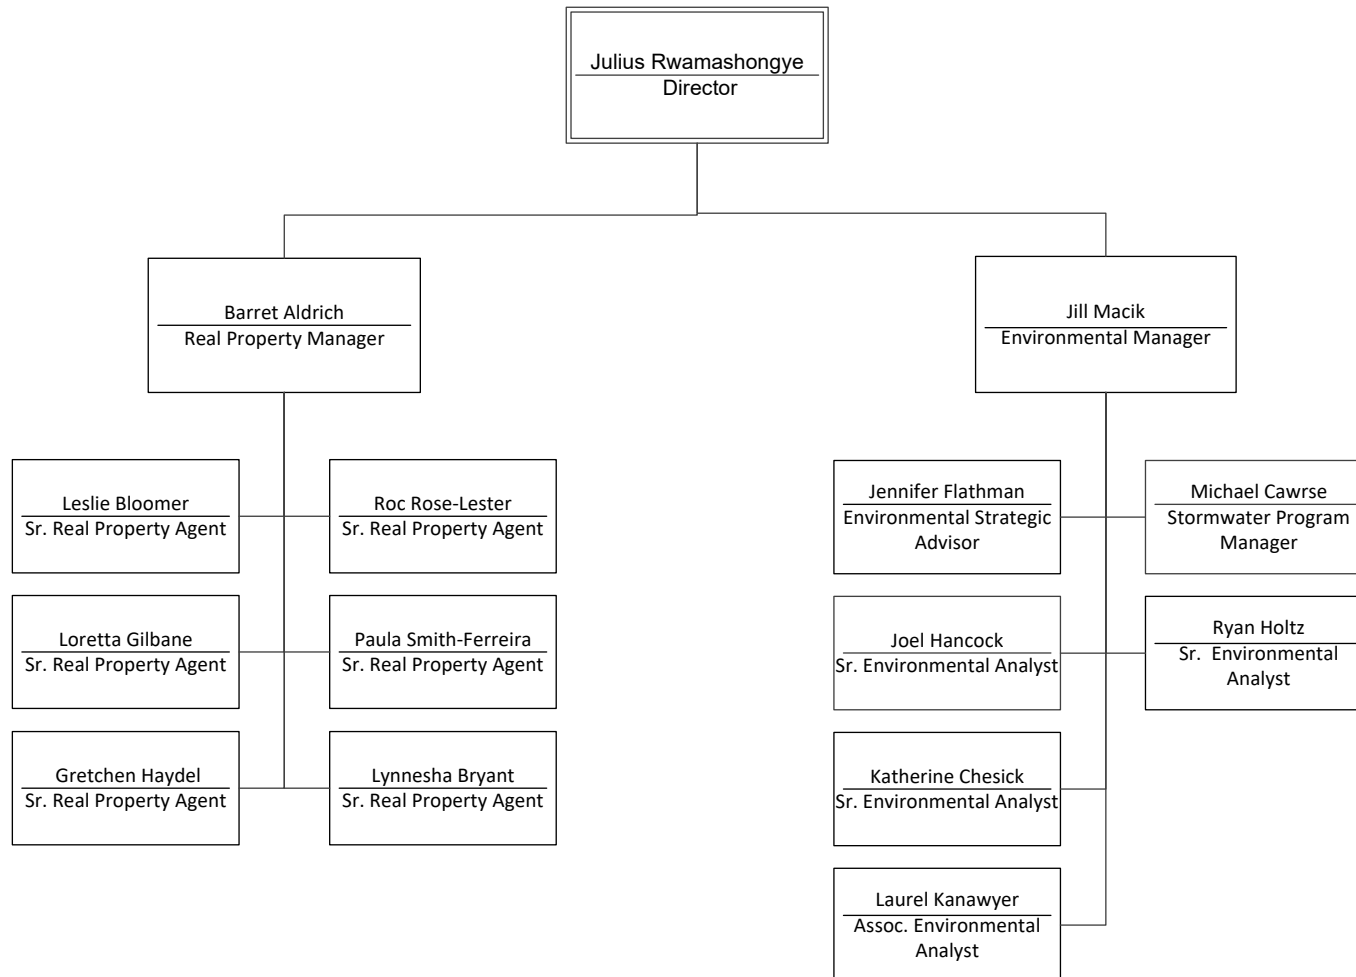 Julius Rwamashongye
Director
Barret Aldrich
Real Property Manager
Jill Macik
Environmental Manager
Leslie Bloomer
Sr. Real Property Agent
Roc Rose-Lester
Sr. Real Property Agent
Jennifer Flathman
Environmental Strategic
Advisor
Michael Cawrse
Stormwater Program
Manager
Loretta Gilbane
Sr. Real Property Agent
Paula Smith-Ferreira
Sr. Real Property Agent
Joel Hancock
Sr. Environmental Analyst
Ryan Holtz
Sr.  Environmental
Analyst
Gretchen Haydel
Sr. Real Property Agent
Lynnesha Bryant
Sr. Real Property Agent
Katherine Chesick
Sr. Environmental Analyst
Laurel Kanawyer
Assoc. Environmental
Analyst